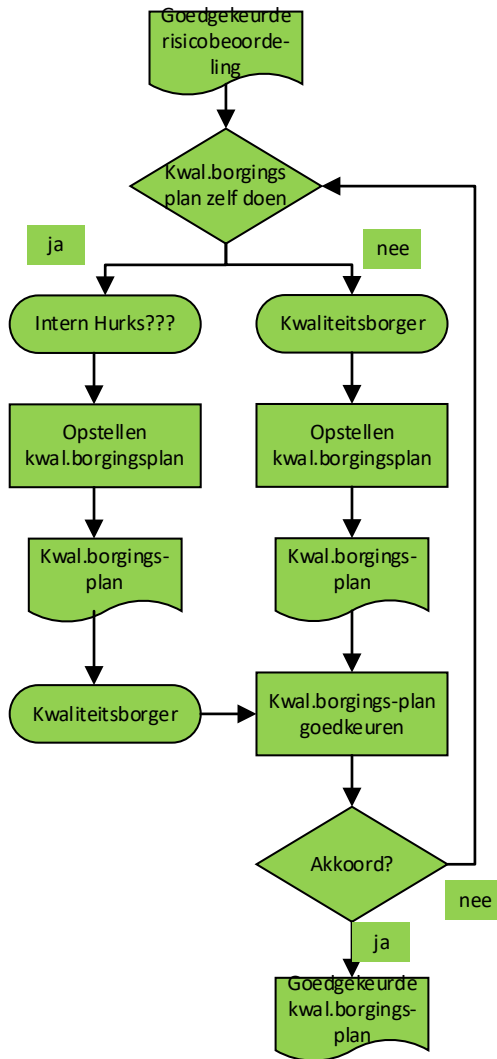 Goedgekeurde
risicobeoorde-
ling
Kwal.borgings
plan zelf doen
ja
nee
Intern Hurks???
Kwaliteitsborger
Opstellen
kwal.borgingsplan
Opstellen
kwal.borgingsplan
Kwal.borgings-
plan
Kwal.borgings-
plan
Kwaliteitsborger
Kwal.borgings-plan
goedkeuren
Akkoord?
nee
ja
Goedgekeurde
kwal.borgings-
plan